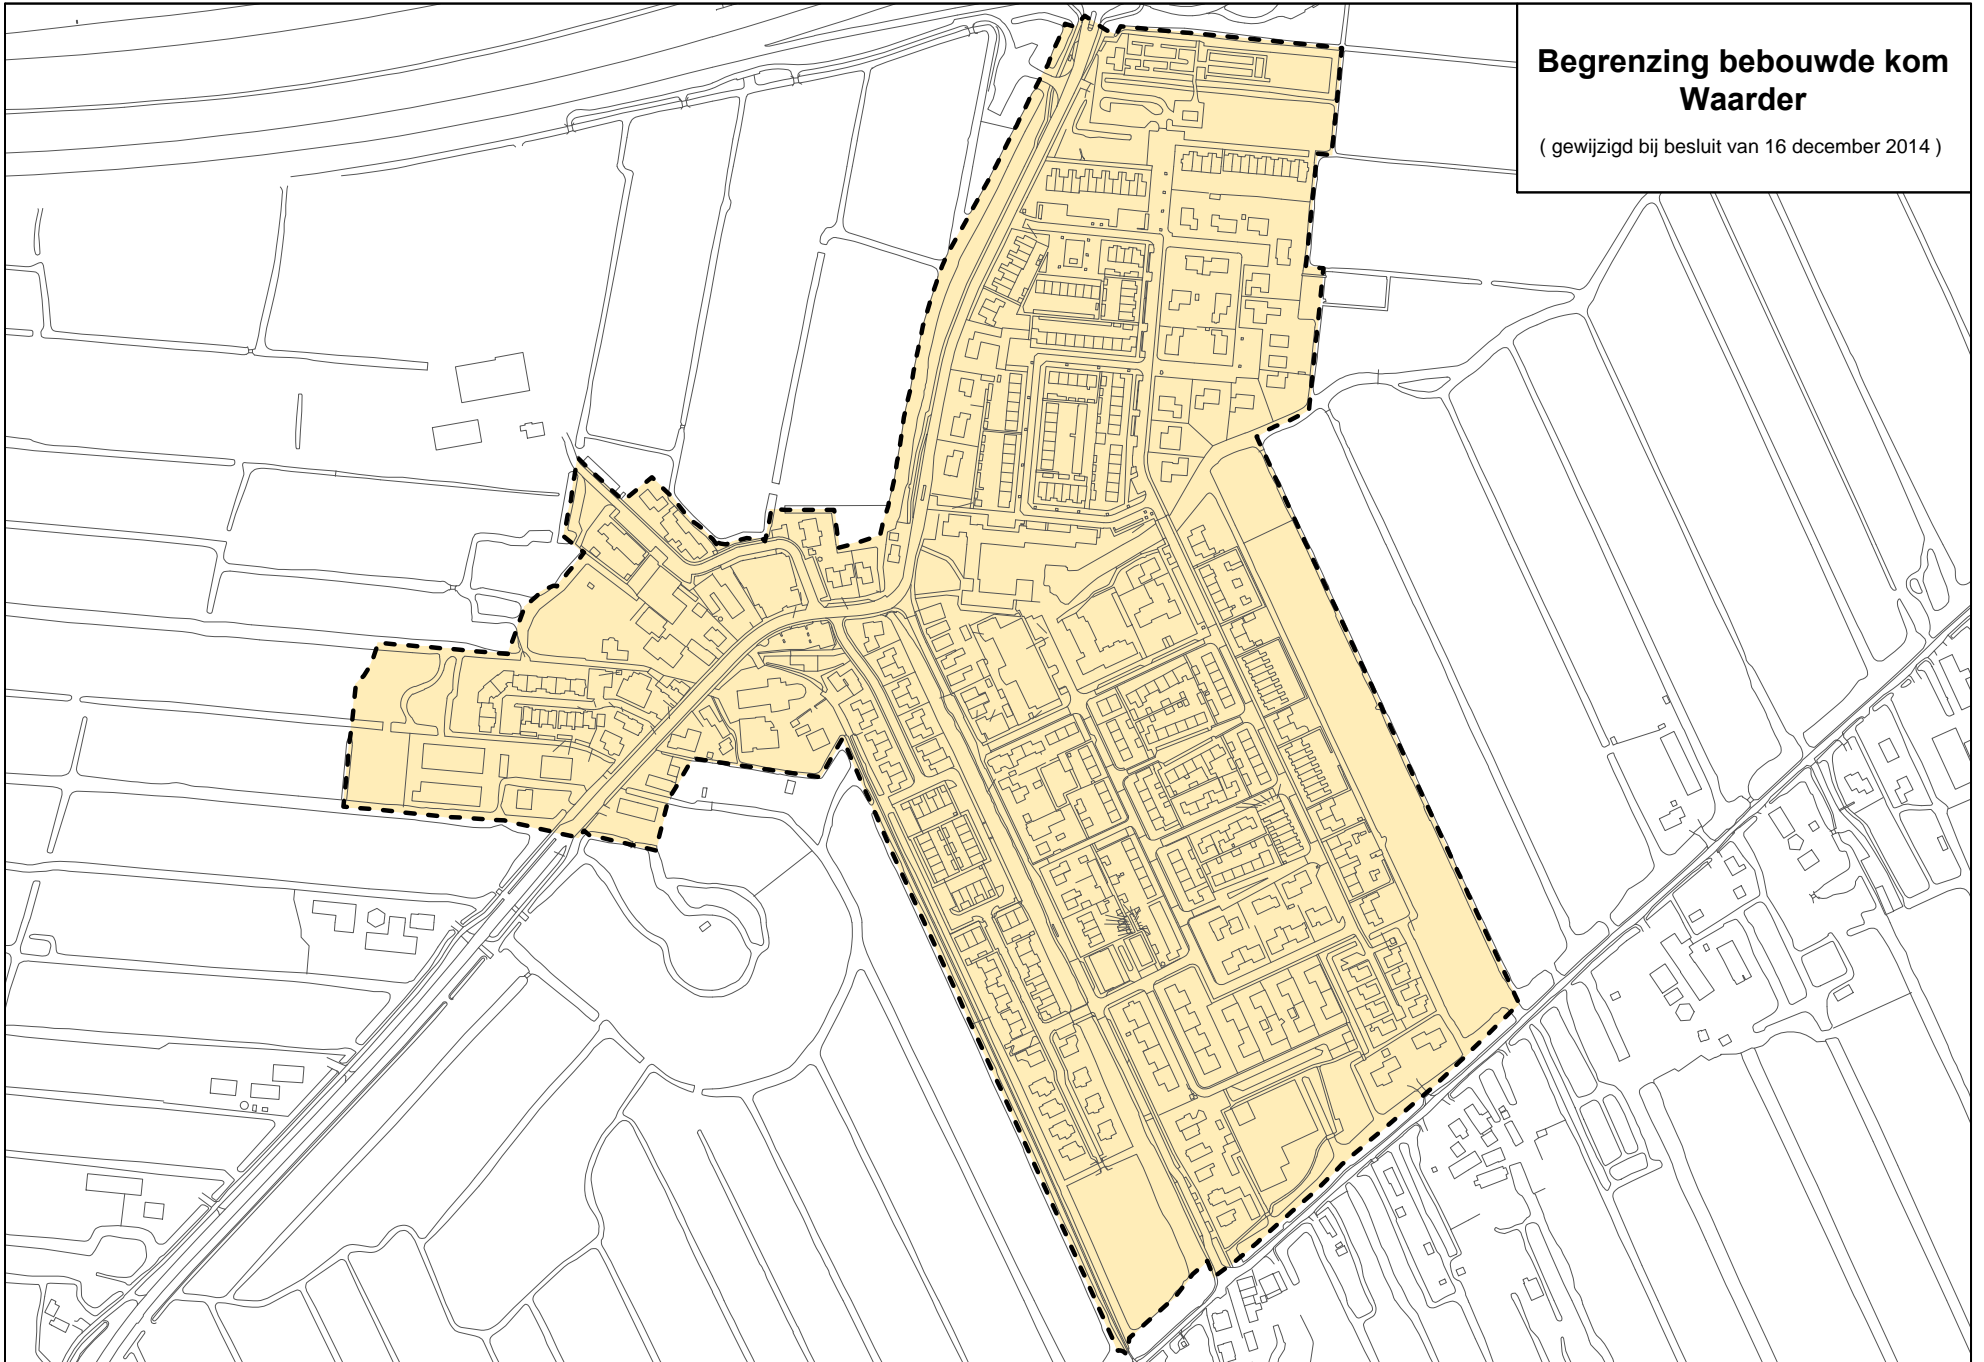 Begrenzing bebouwde kom
Waarder
( gewijzigd bij besluit van 16 december 2014 )